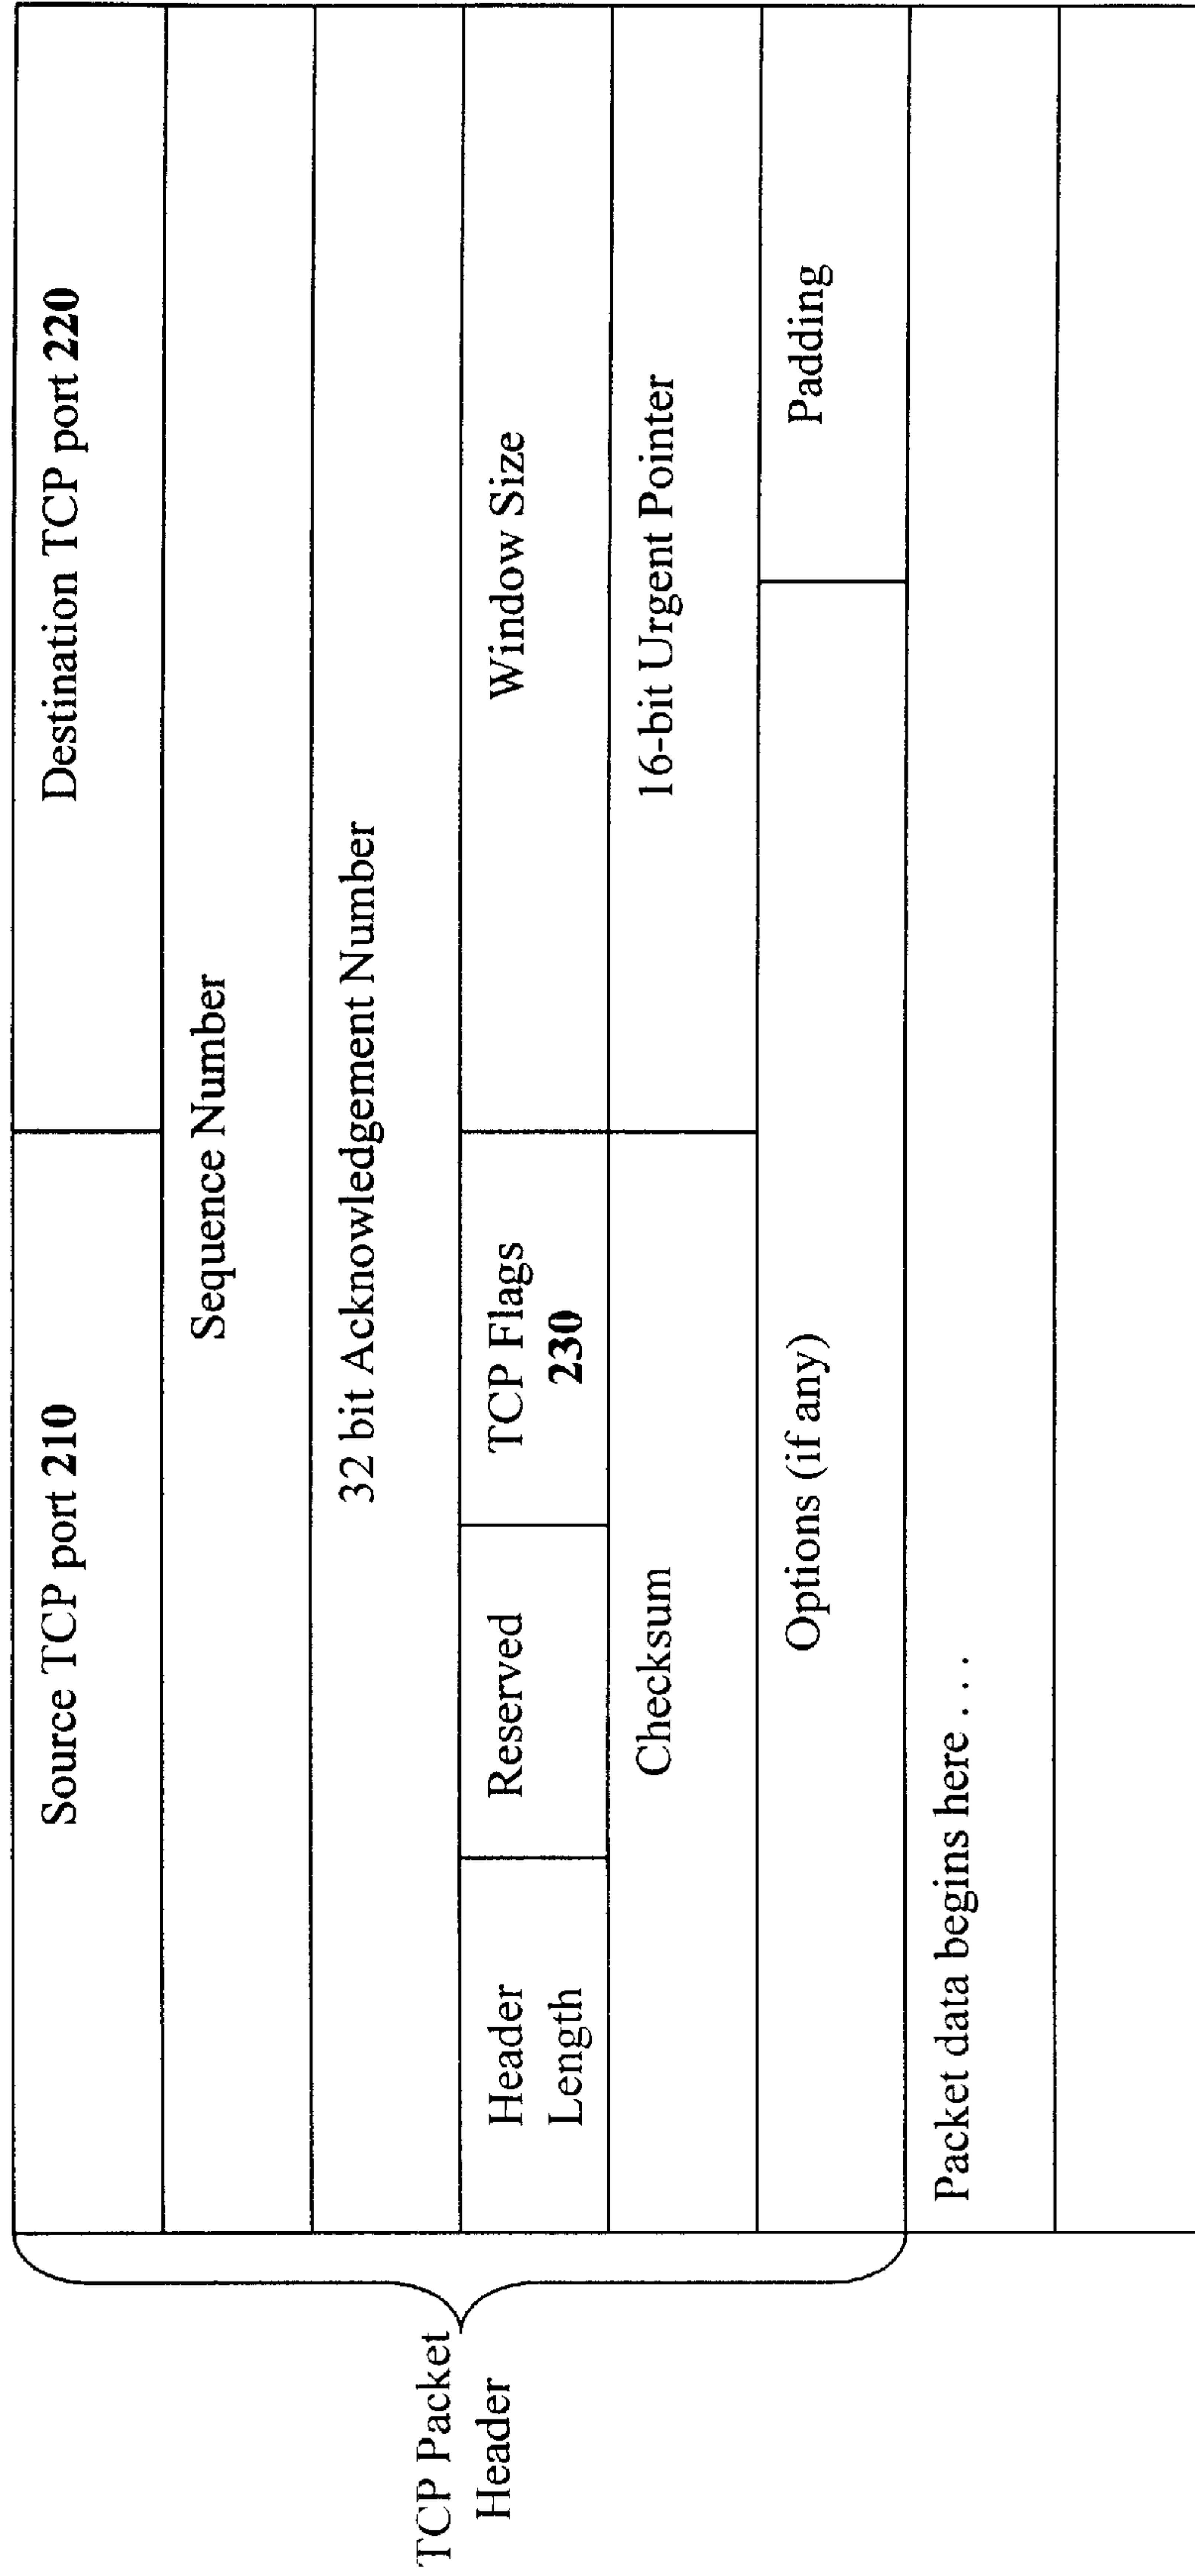 Source TCP port 210
Destination TCP port 220
Sequence Number
32 bit Acknowledgement Number
TCP Packet
Header
Header
Length
Reserved
TCP Flags
230
Window Size
Checksum
16-bit Urgent Pointer
Options (if any)
Padding
Packet data begins here . . .